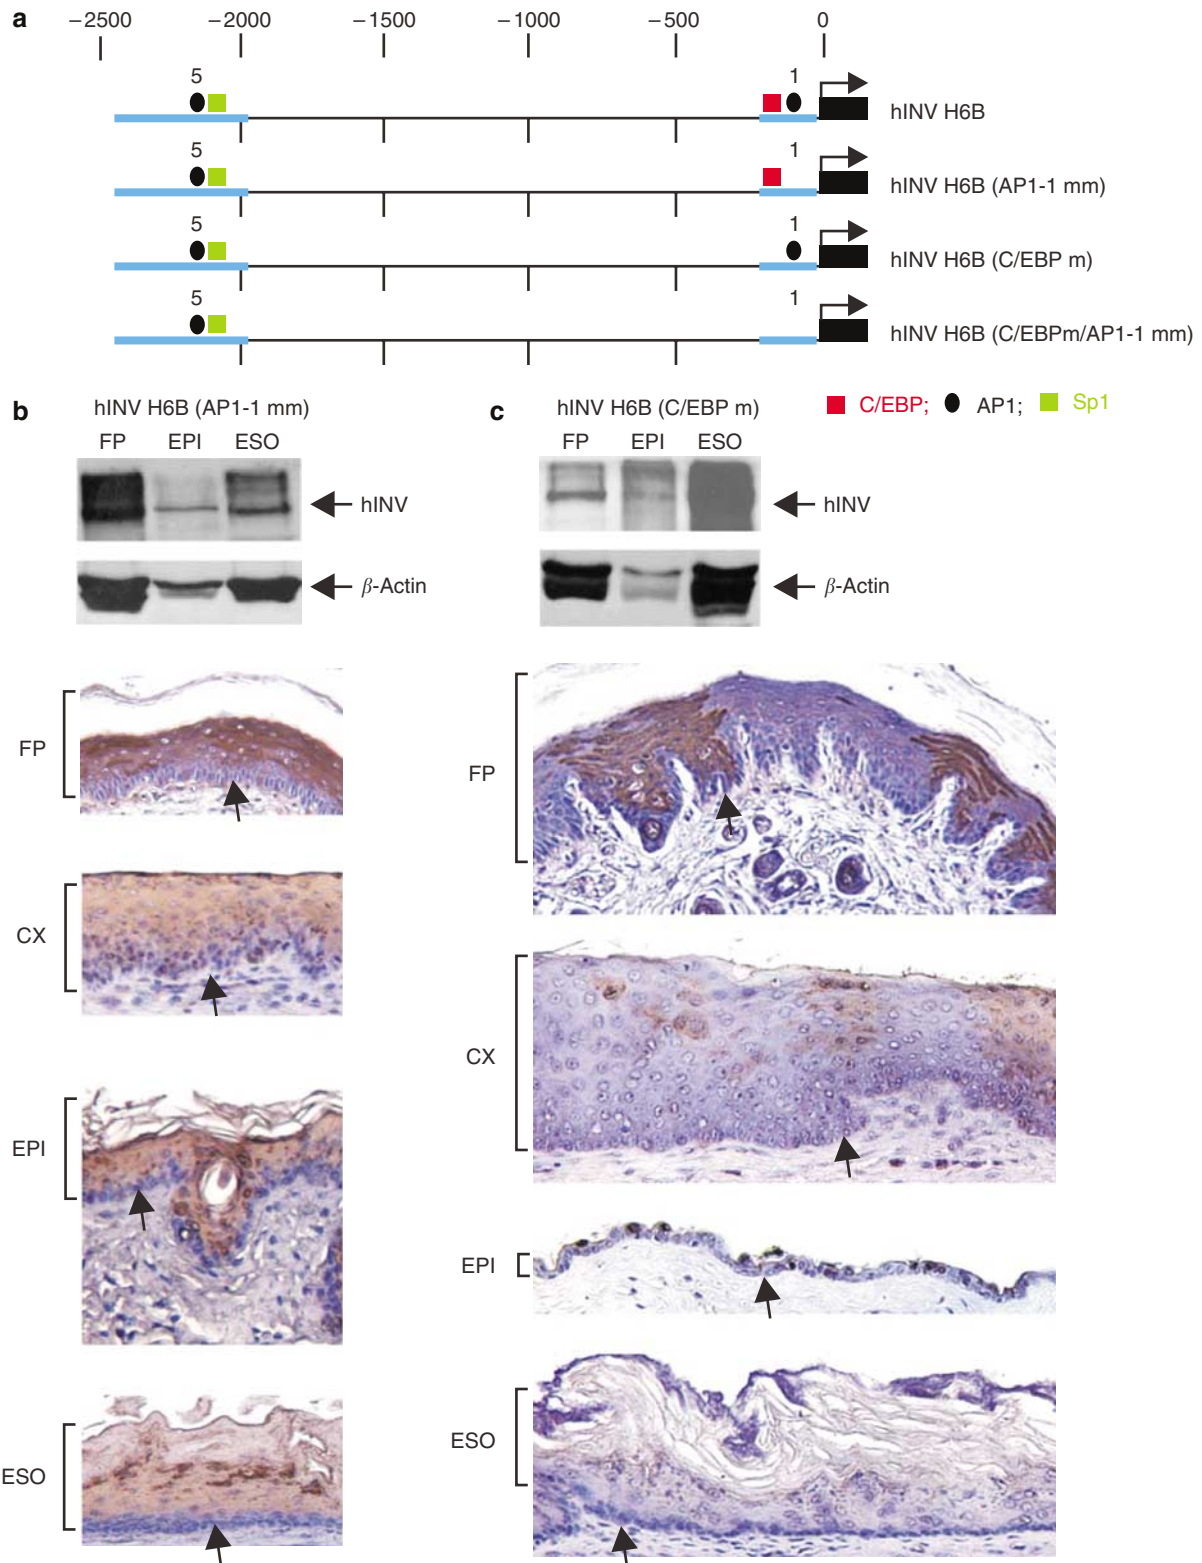 a
−2500 −2000 −1500 −1000 −500 0
5 1
hINV H6B
5 1
hINV H6B (AP1-1 mm)
5 1
hINV H6B (C/EBP m)
5 1
hINV H6B (C/EBPm/AP1-1 mm)
C/EBP; AP1; Sp1
b
hINV H6B (AP1-1 mm)
FP EPI ESO
hINV
β-Actin
FP
CX
EPI
ESO
c
hINV H6B (C/EBP m)
FP EPI ESO
hINV
β-Actin
FP
CX
EPI
ESO